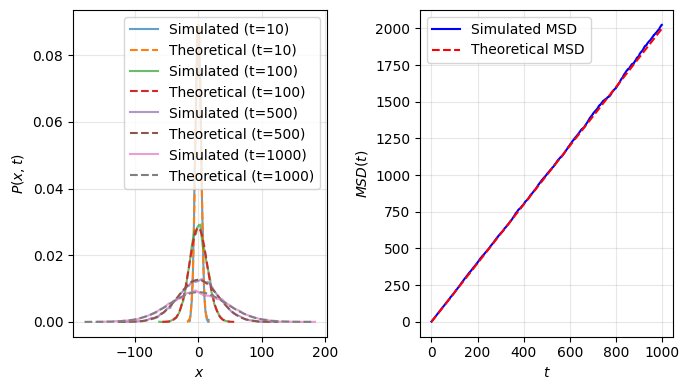 Simulated (t=10)
Theoretical (t=10)
Simulated (t=100)
Theoretical (t=100)
Simulated (t=500)
Theoretical (t=500)
Simulated (t=1000)
Theoretical (t=1000)
0.08
0.06
0.04
0.02
0.00
P(x, t)
−100
0
100
200
x
Simulated MSD
Theoretical MSD
2000
1750
1500
1250
1000
750
500
250
0
MSD(t)
0
200
400
600
800
1000
t